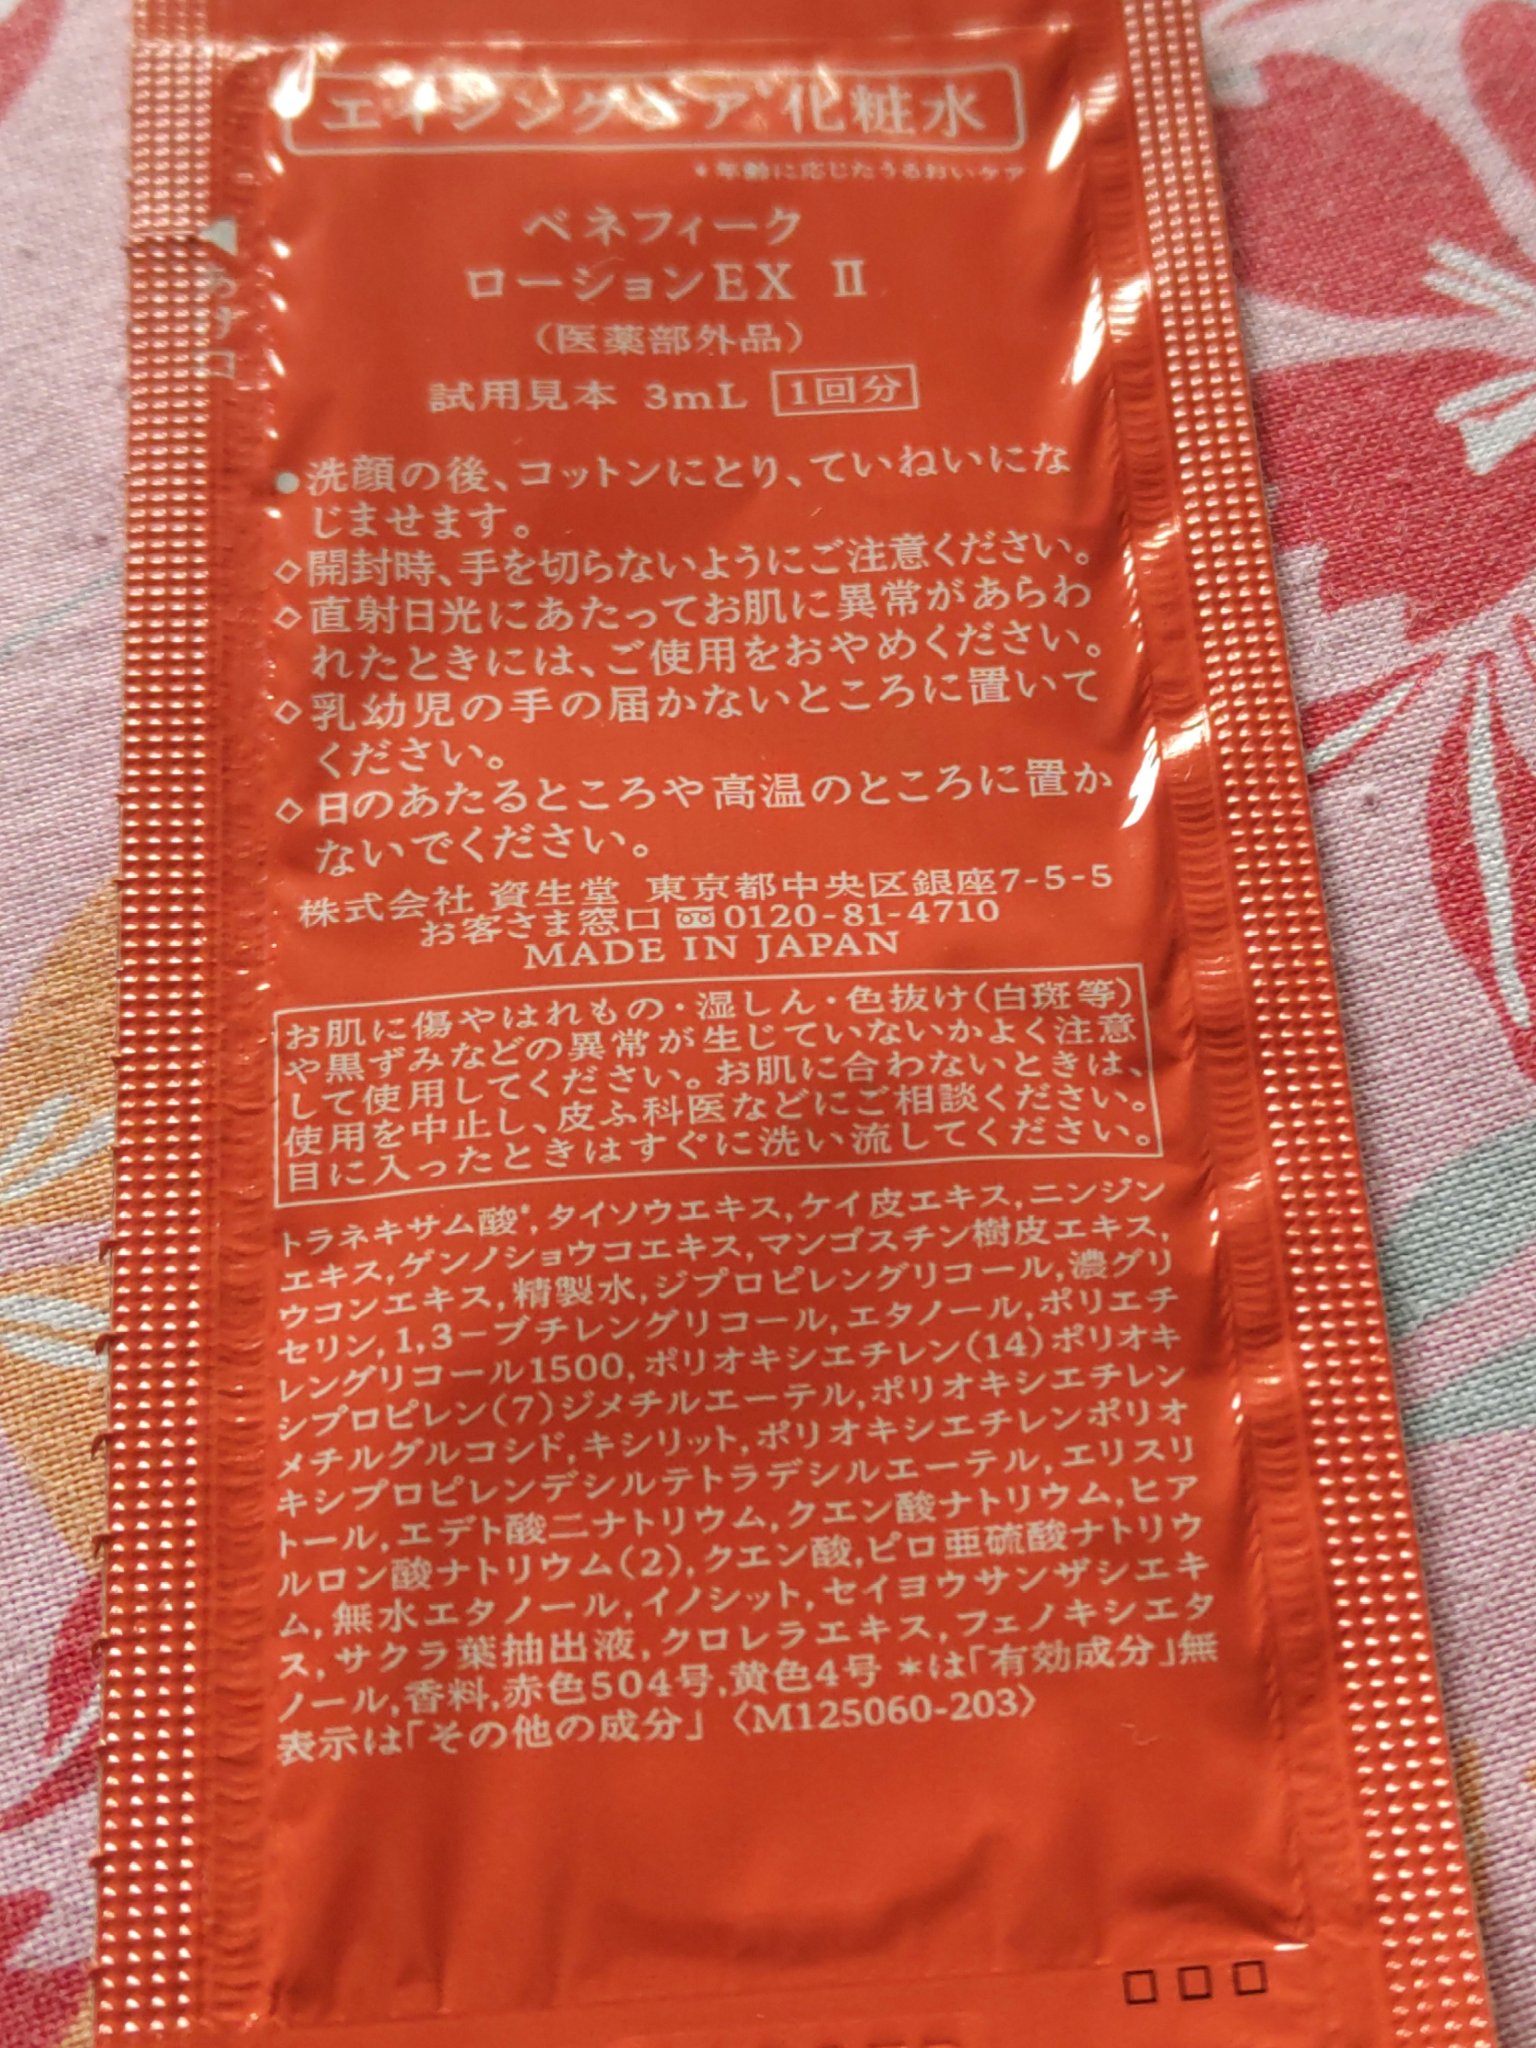 エイジングケア*化粧水
*年齢に応じたうるおいケア
ベネフィーク
ローションEX Ⅱ
（医薬部外品）
試用見本 3mL 1回分
あけ口
●洗顔の後、コットンにとり、ていねいにな
じませます。
◇開封時、手を切らないようにご注意ください。
◇直射日光にあたってお肌に異常があらわ
れたときには、ご使用をおやめください。
◇乳幼児の手の届かないところに置いて
ください。
◇日のあたるところや高温のところに置か
ないでください。
株式会社 資生堂 東京都中央区銀座7-5-5
お客さま窓口 0120-81-4710
MADE IN JAPAN
お肌に傷やはれもの・湿しん・色抜け（白斑等）
や黒ずみなどの異常が生じていないかよく注意
して使用してください。お肌に合わないときは、
使用を中止し、皮ふ科医などにご相談ください。
目に入ったときはすぐに洗い流してください。
トラネキサム酸*,タイソウエキス,ケイ皮エキス,ニンジン
エキス,ゲンノショウコエキス,マンゴスチン樹皮エキス,
ウコンエキス,精製水,ジプロピレングリコール,濃グリ
セリン,1,3－ブチレングリコール,エタノール,ポリエチ
レングリコール1500,ポリオキシエチレン(14)ポリオキ
シプロピレン(7)ジメチルエーテル,ポリオキシエチレン
メチルグルコシド,キシリット,ポリオキシエチレンポリオ
キシプロピレンデシルテトラデシルエーテル,エリスリ
トール,エデト酸二ナトリウム,クエン酸ナトリウム,ヒア
ルロン酸ナトリウム(2),クエン酸,ピロ亜硫酸ナトリウ
ム,無水エタノール,イノシット,セイヨウサンザシエキ
ス,サクラ葉抽出液,クロレラエキス,フェノキシエタ
ノール,香料,赤色504号,黄色4号 *は「有効成分」無
表示は「その他の成分」〈M125060-203〉